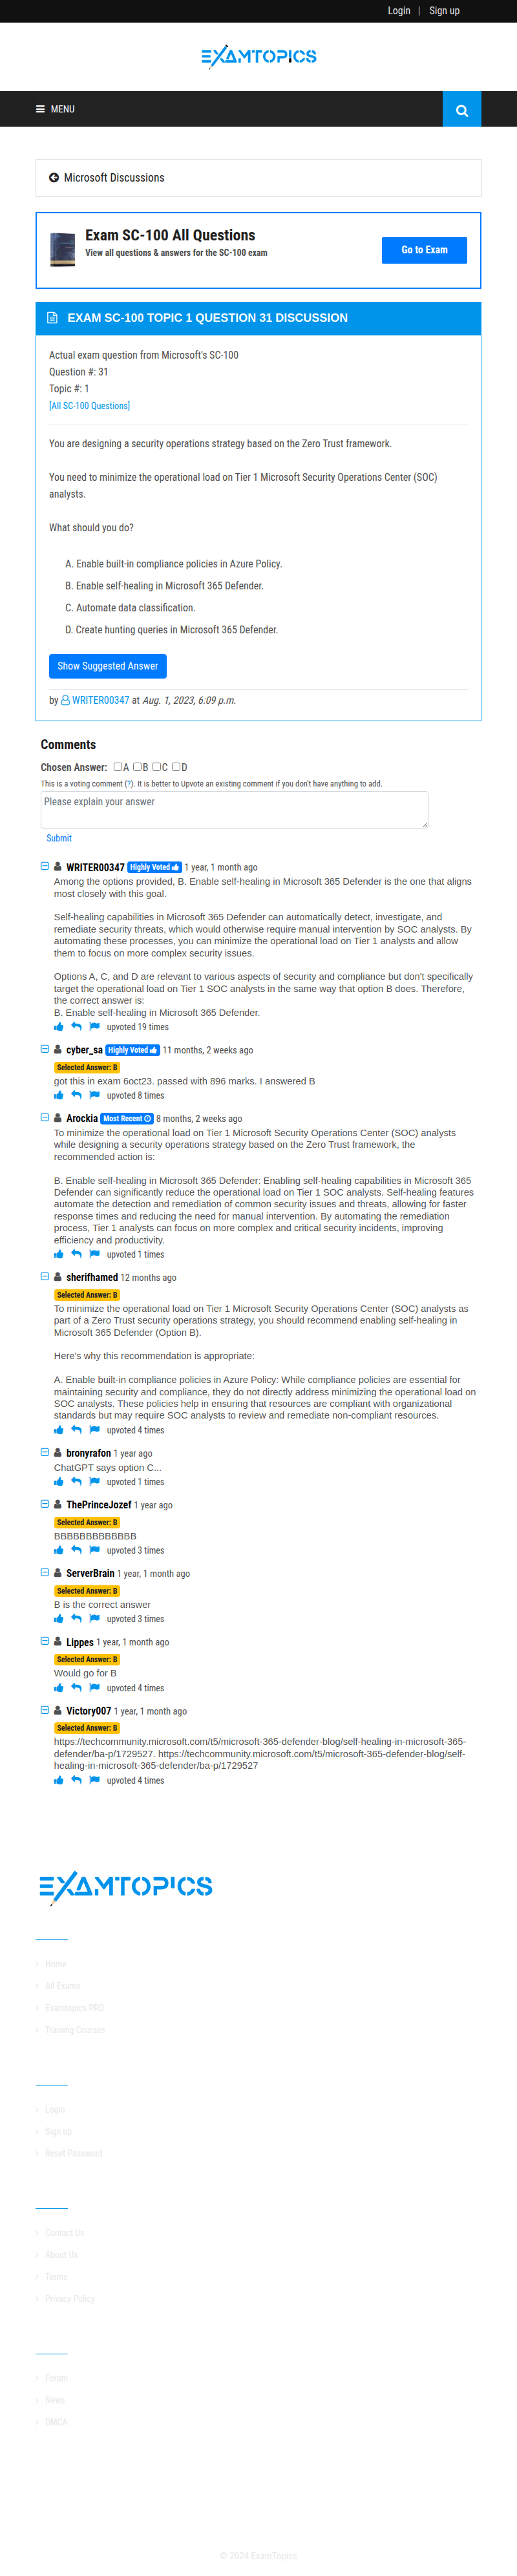 Login | Sign up
EXAMTOPICS
MENU
Microsoft Discussions
Exam SC-100 All Questions
View all questions & answers for the SC-100 exam
Go to Exam
EXAM SC-100 TOPIC 1 QUESTION 31 DISCUSSION
Actual exam question from Microsoft's SC-100
Question #: 31
Topic #: 1
[All SC-100 Questions]
You are designing a security operations strategy based on the Zero Trust framework.
You need to minimize the operational load on Tier 1 Microsoft Security Operations Center (SOC)
analysts.
What should you do?
A. Enable built-in compliance policies in Azure Policy.
B. Enable self-healing in Microsoft 365 Defender.
C. Automate data classification.
D. Create hunting queries in Microsoft 365 Defender.
Show Suggested Answer
by WRITER00347 at Aug. 1, 2023, 6:09 p.m.
Comments
Chosen Answer: A B C D
This is a voting comment (?). It is better to Upvote an existing comment if you don't have anything to add.
Please explain your answer
Submit
WRITER00347 Highly Voted 1 year, 1 month ago
Among the options provided, B. Enable self-healing in Microsoft 365 Defender is the one that aligns
most closely with this goal.
Self-healing capabilities in Microsoft 365 Defender can automatically detect, investigate, and
remediate security threats, which would otherwise require manual intervention by SOC analysts. By
automating these processes, you can minimize the operational load on Tier 1 analysts and allow
them to focus on more complex security issues.
Options A, C, and D are relevant to various aspects of security and compliance but don't specifically
target the operational load on Tier 1 SOC analysts in the same way that option B does. Therefore,
the correct answer is:
B. Enable self-healing in Microsoft 365 Defender.
upvoted 19 times
cyber_sa Highly Voted 11 months, 2 weeks ago
Selected Answer: B
got this in exam 6oct23. passed with 896 marks. I answered B
upvoted 8 times
Arockia Most Recent 8 months, 2 weeks ago
To minimize the operational load on Tier 1 Microsoft Security Operations Center (SOC) analysts
while designing a security operations strategy based on the Zero Trust framework, the
recommended action is:
B. Enable self-healing in Microsoft 365 Defender: Enabling self-healing capabilities in Microsoft 365
Defender can significantly reduce the operational load on Tier 1 SOC analysts. Self-healing features
automate the detection and remediation of common security issues and threats, allowing for faster
response times and reducing the need for manual intervention. By automating the remediation
process, Tier 1 analysts can focus on more complex and critical security incidents, improving
efficiency and productivity.
upvoted 1 times
sherifhamed 12 months ago
Selected Answer: B
To minimize the operational load on Tier 1 Microsoft Security Operations Center (SOC) analysts as
part of a Zero Trust security operations strategy, you should recommend enabling self-healing in
Microsoft 365 Defender (Option B).
Here's why this recommendation is appropriate:
A. Enable built-in compliance policies in Azure Policy: While compliance policies are essential for
maintaining security and compliance, they do not directly address minimizing the operational load on
SOC analysts. These policies help in ensuring that resources are compliant with organizational
standards but may require SOC analysts to review and remediate non-compliant resources.
upvoted 4 times
bronyrafon 1 year ago
ChatGPT says option C...
upvoted 1 times
ThePrinceJozef 1 year ago
Selected Answer: B
BBBBBBBBBBBBB
upvoted 3 times
ServerBrain 1 year, 1 month ago
Selected Answer: B
B is the correct answer
upvoted 3 times
Lippes 1 year, 1 month ago
Selected Answer: B
Would go for B
upvoted 4 times
Victory007 1 year, 1 month ago
Selected Answer: B
https://techcommunity.microsoft.com/t5/microsoft-365-defender-blog/self-healing-in-microsoft-365-
defender/ba-p/1729527. https://techcommunity.microsoft.com/t5/microsoft-365-defender-blog/self-
healing-in-microsoft-365-defender/ba-p/1729527
upvoted 4 times
EXAMTOPICS
Home
All Exams
Examtopics PRO
Training Courses
Login
Sign up
Reset Password
Contact Us
About Us
Terms
Privacy Policy
Forum
News
DMCA
© 2024 ExamTopics